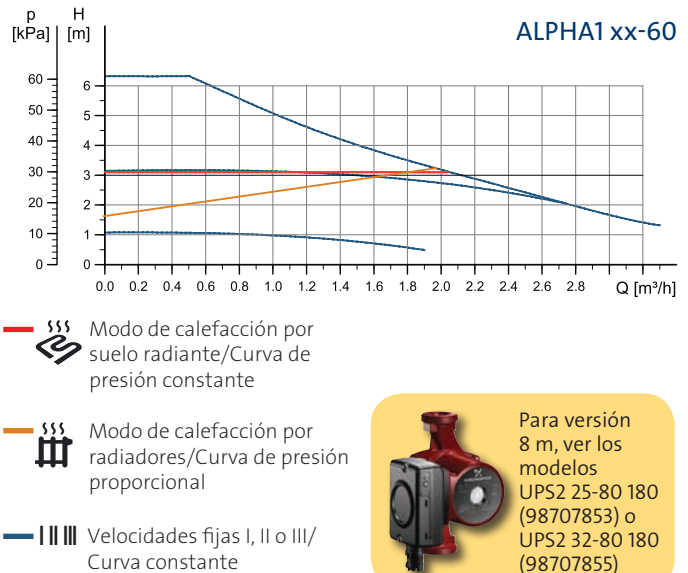 p
[kPa]
H
[m]
ALPHA1 xx-60
60
50
40
30
20
10
0
6
5
4
3
2
1
0
0.0 0.2 0.4 0.6 0.8 1.0 1.2 1.4 1.6 1.8 2.0 2.2 2.4 2.6 2.8
Q [m³/h]
Modo de calefacción por
suelo radiante/Curva de
presión constante
Modo de calefacción por
radiadores/Curva de presión
proporcional
I II III Velocidades fijas I, II o III/
Curva constante
Para versión
8 m, ver los
modelos
UPS2 25-80 180
(98707853) o
UPS2 32-80 180
(98707855)